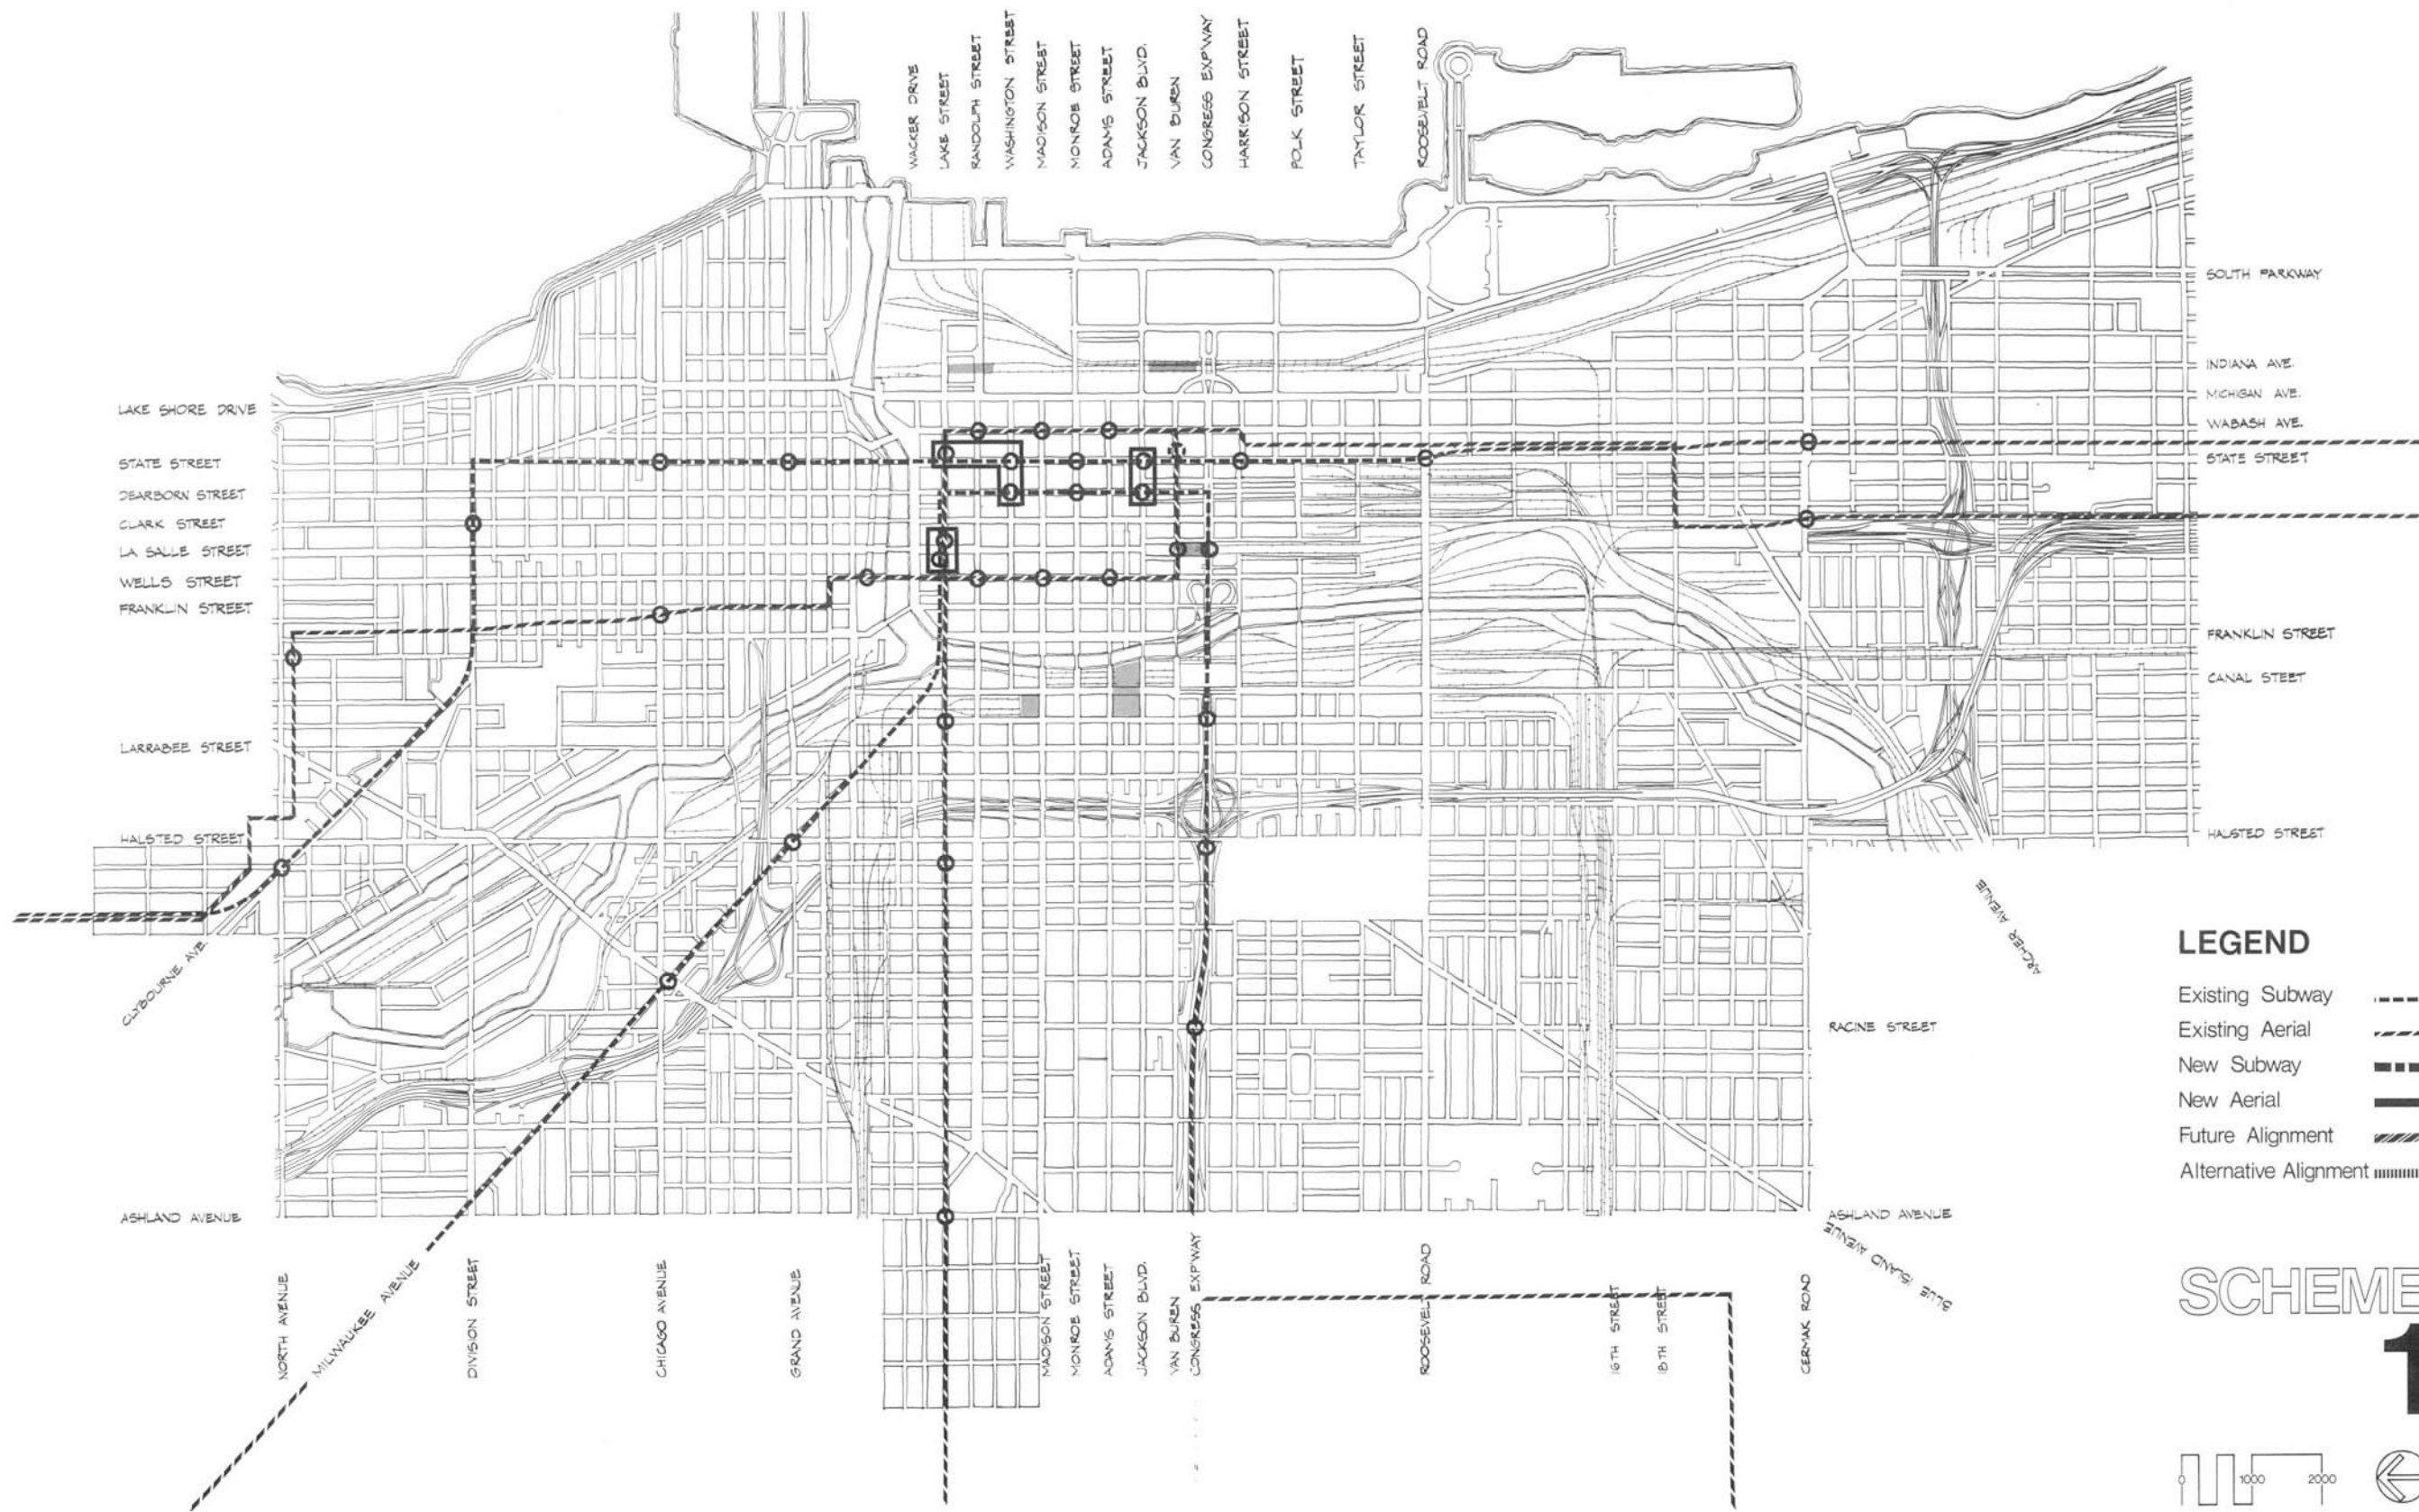 WACKER DRIVE
LAKE STREET
RANDOLPH STREET
WASHINGTON STREET
MADISON STREET
MONROE STREET
ADAMS STREET
JACKSON BLVD.
VAN BUREN
CONGRESS EXP'WAY
HARRISON STREET
POLK STREET
TAYLOR STREET
ROOSEVELT ROAD
LAKE SHORE DRIVE
STATE STREET
DEARBORN STREET
CLARK STREET
LA SALLE STREET
WELLS STREET
FRANKLIN STREET
LARRABEE STREET
HALSTED STREET
CLYBOURNE AVE.
ASHLAND AVENUE
SOUTH PARKWAY
INDIANA AVE.
MICHIGAN AVE.
WABASH AVE.
STATE STREET
FRANKLIN STREET
CANAL STEET
HALSTED STREET
ARCHER AVENUE
RACINE STREET
ASHLAND AVENUE
BLUE ISLAND AVENUE
NORTH AVENUE
MILWAUKEE AVENUE
DIVISION STREET
CHICAGO AVENUE
GRAND AVENUE
MADISON STREET
MONROE STREET
ADAMS STREET
JACKSON BLVD.
VAN BUREN
CONGRESS EXP'WAY
ROOSEVELT ROAD
16TH STREET
18TH STREET
CERMAK ROAD
LEGEND
Existing Subway
Existing Aerial
New Subway
New Aerial
Future Alignment
Alternative Alignment
SCHEME
1
0 1000 2000